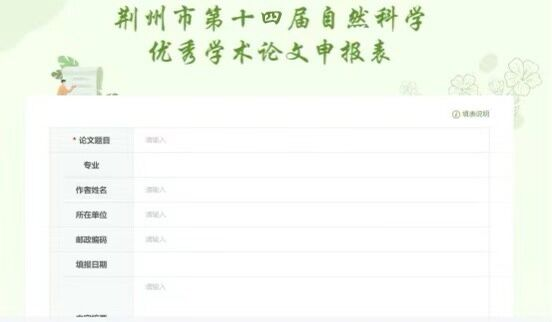 荆州市第十四届自然科学
优秀学术论文申报表
填表说明
* 论文题目 请输入
专业
作者姓名 请输入
所在单位 请输入
邮政编码 请输入
填报日期
请输入